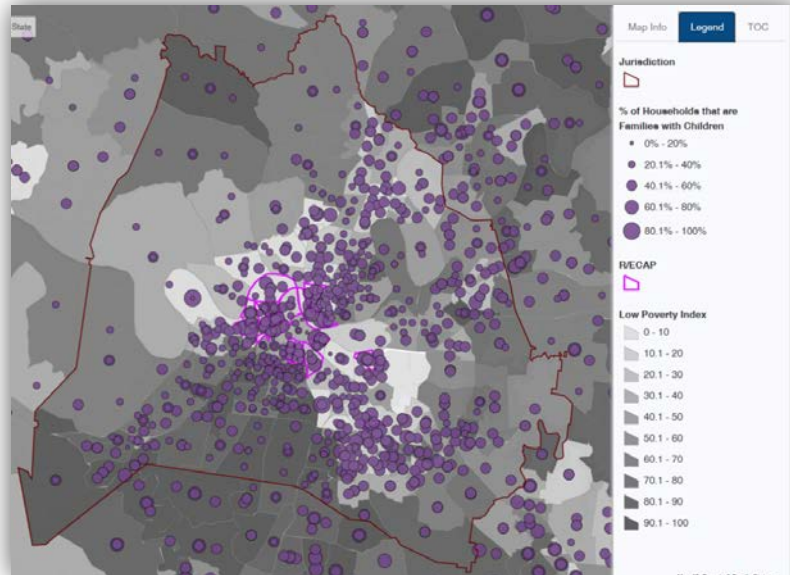 State
Map Info
Legend
TOC
Jurisdiction
% of Households that are
Families with Children
0% - 20%
20.1% - 40%
40.1% - 60%
60.1% - 80%
80.1% - 100%
R/ECAP
Low Poverty Index
0 - 10
10.1 - 20
20.1 - 30
30.1 - 40
40.1 - 50
50.1 - 60
60.1 - 70
70.1 - 80
80.1 - 90
90.1 - 100